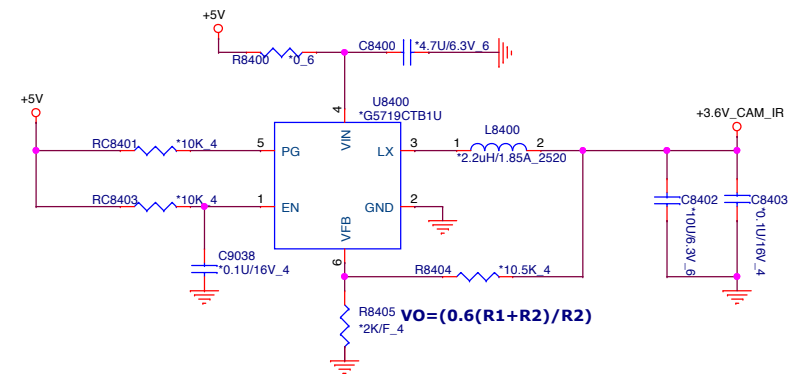 +5V
C8400
*4.7U/6.3V_6
R8400
*0_6
+5V
4
U8400
*G5719CTB1U
+3.6V_CAM_IR
RC8401
*10K_4
5
PG
VIN
LX
3
1
L8400
2
*2.2uH/1.85A_2520
RC8403
*10K_4
1
EN
GND
2
C8402
*10U/6.3V_6
C8403
*0.1U/16V_4
VFB
C9038
*0.1U/16V_4
6
R8404
*10.5K_4
R8405
*2K/F_4
VO=(0.6(R1+R2)/R2)